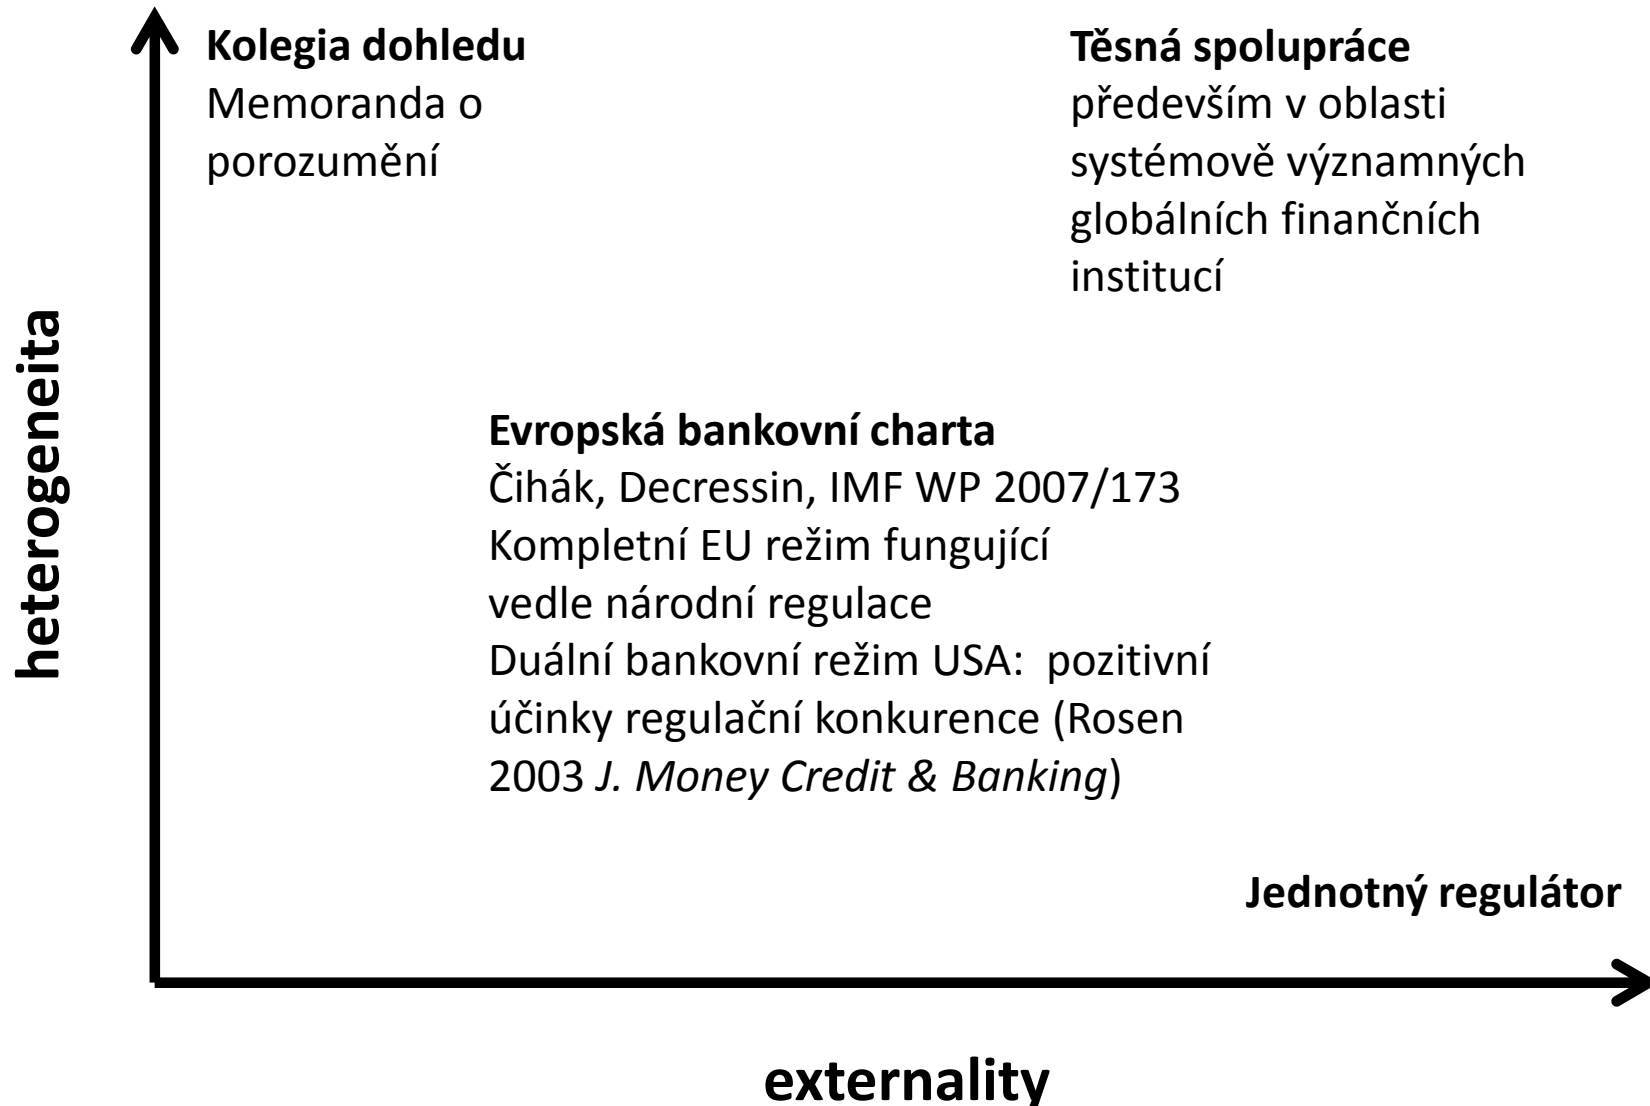 Kolegia dohledu
Memoranda o
porozumění
Těsná spolupráce
především v oblasti
systémově významných
globálních finančních
institucí
heterogeneita
Evropská bankovní charta
Čihák, Decressin, IMF WP 2007/173
Kompletní EU režim fungující
vedle národní regulace
Duální bankovní režim USA:  pozitivní
účinky regulační konkurence (Rosen
2003 J. Money Credit & Banking)
Jednotný regulátor
externality